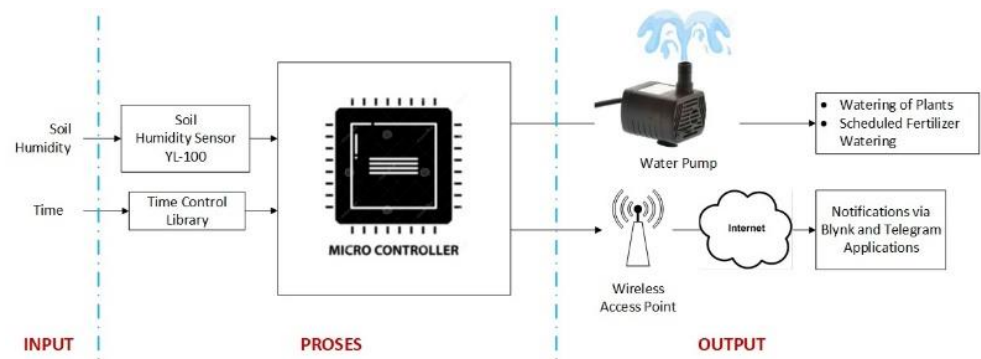 Soil
Humidity
Soil
Humidity Sensor
YL-100
Time
Time Control
Library
MICRO CONTROLLER
Water Pump
• Watering of Plants
• Scheduled Fertilizer
Watering
Wireless
Access Point
Internet
Notifications via
Blynk and Telegram
Applications
INPUT
PROSES
OUTPUT